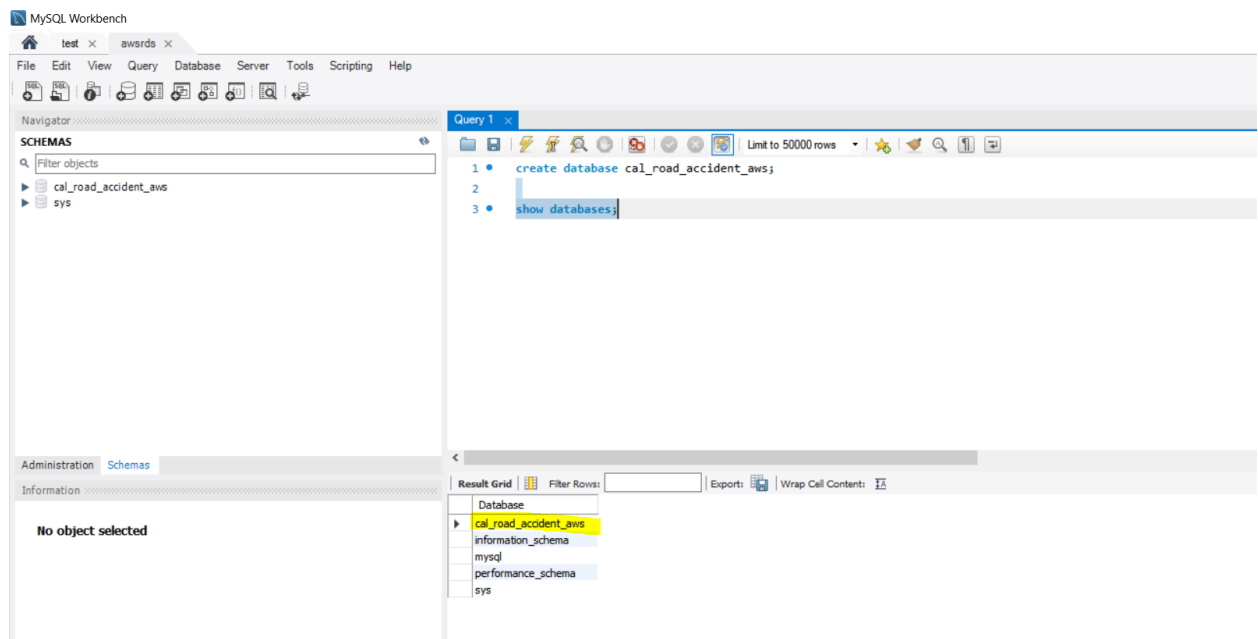 MySQL Workbench
test × awsrds ×
File Edit View Query Database Server Tools Scripting Help
Navigator
SCHEMAS
Filter objects
cal_road_accident_aws
sys
Administration Schemas
Information
No object selected
Query 1 ×
Limit to 50000 rows
1 create database cal_road_accident_aws;
2
3 show databases;
Result Grid Filter Rows: Export: Wrap Cell Content:
Database
cal_road_accident_aws
information_schema
mysql
performance_schema
sys